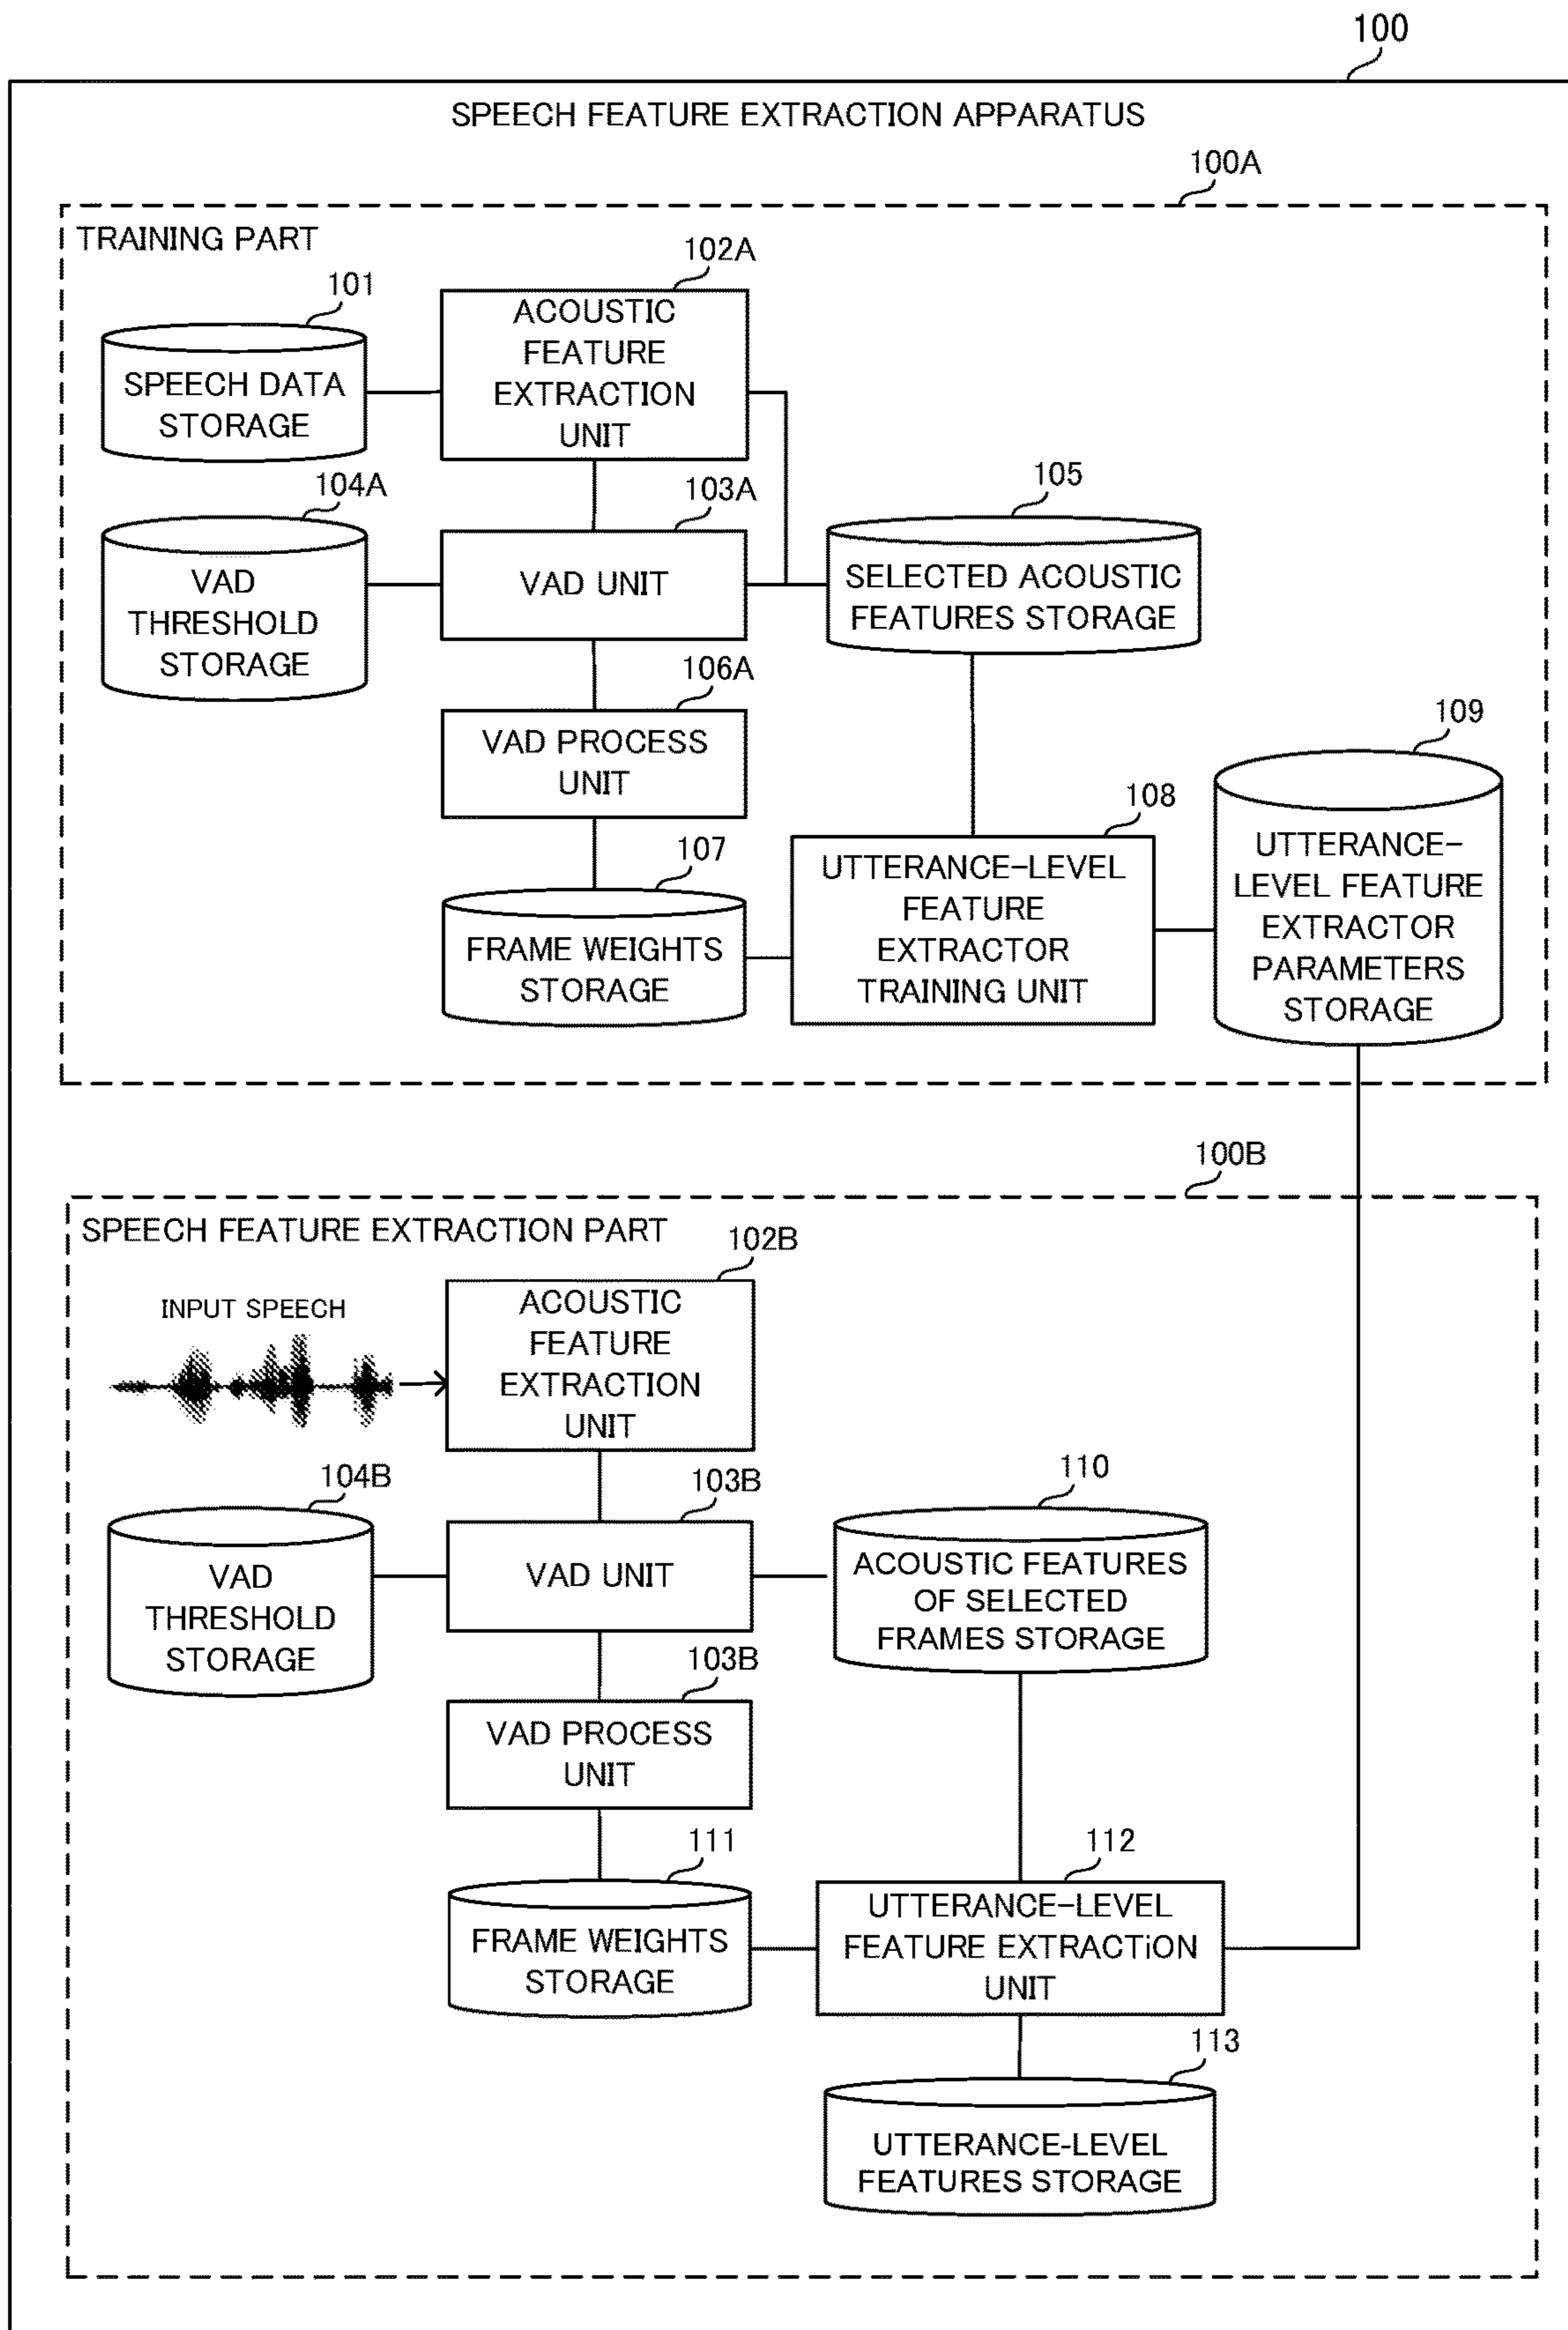 100
SPEECH FEATURE EXTRACTION APPARATUS
100A
TRAINING PART
102A
101
ACOUSTIC
FEATURE
EXTRACTION
UNIT
SPEECH DATA
STORAGE
104A
103A
105
VAD
THRESHOLD
STORAGE
VAD UNIT
SELECTED ACOUSTIC
FEATURES STORAGE
106A
VAD PROCESS
UNIT
109
108
107
UTTERANCE-LEVEL
FEATURE
EXTRACTOR
TRAINING UNIT
UTTERANCE-
LEVEL FEATURE
EXTRACTOR
PARAMETERS
STORAGE
FRAME WEIGHTS
STORAGE
100B
SPEECH FEATURE EXTRACTION PART
102B
INPUT SPEECH
ACOUSTIC
FEATURE
EXTRACTION
UNIT
104B
103B
110
VAD
THRESHOLD
STORAGE
VAD UNIT
ACOUSTIC FEATURES
OF SELECTED
FRAMES STORAGE
103B
VAD PROCESS
UNIT
111
112
FRAME WEIGHTS
STORAGE
UTTERANCE-LEVEL
FEATURE EXTRACTiON
UNIT
113
UTTERANCE-LEVEL
FEATURES STORAGE